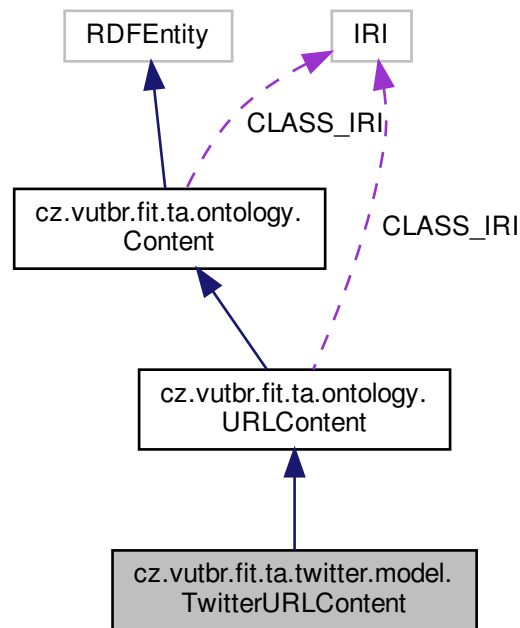 RDFEntity
IRI
CLASS_IRI
cz.vutbr.fit.ta.ontology.
Content
CLASS_IRI
cz.vutbr.fit.ta.ontology.
URLContent
cz.vutbr.fit.ta.twitter.model.
TwitterURLContent